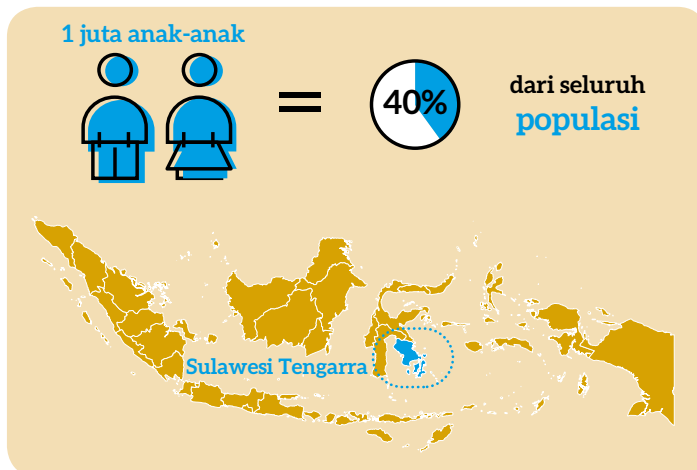 1 juta anak-anak
=
40%
dari seluruh
populasi
Sulawesi Tengarra